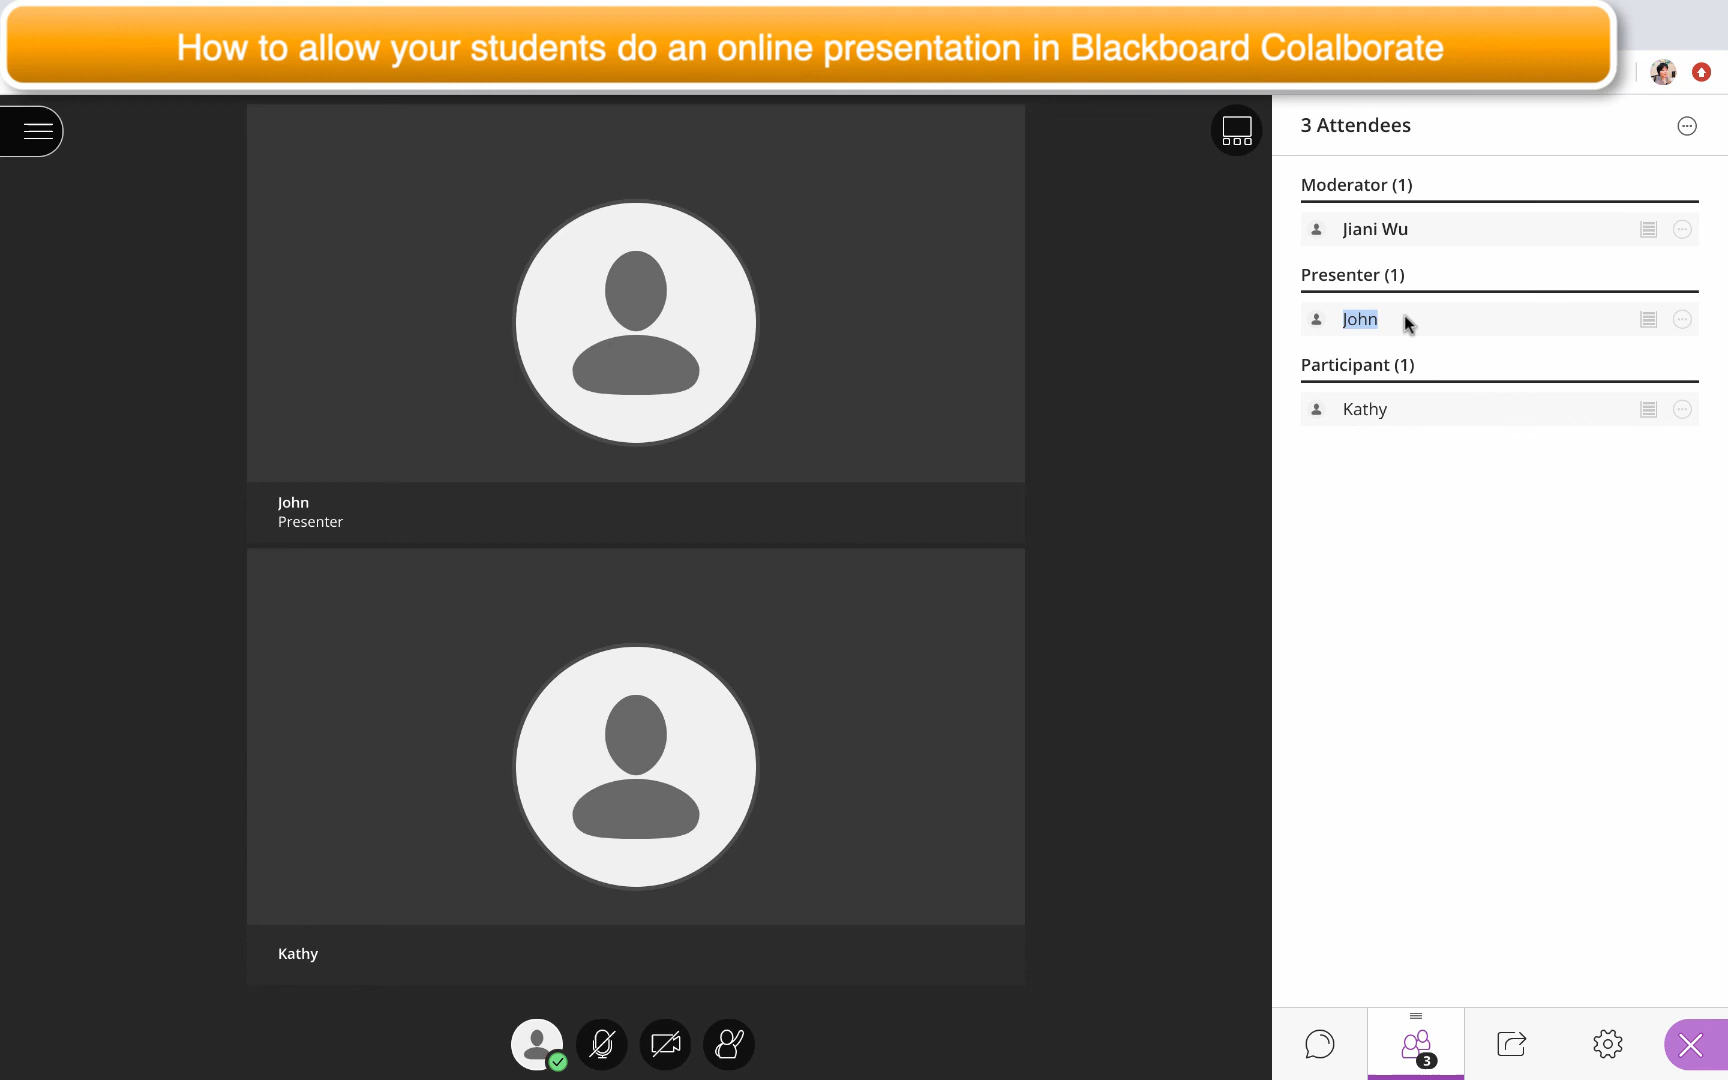 How to allow your students do an online presentation in Blackboard Colalborate
3 Attendees
Moderator (1)
Jiani Wu
Presenter (1)
John
Participant (1)
Kathy
John
Presenter
Kathy
3